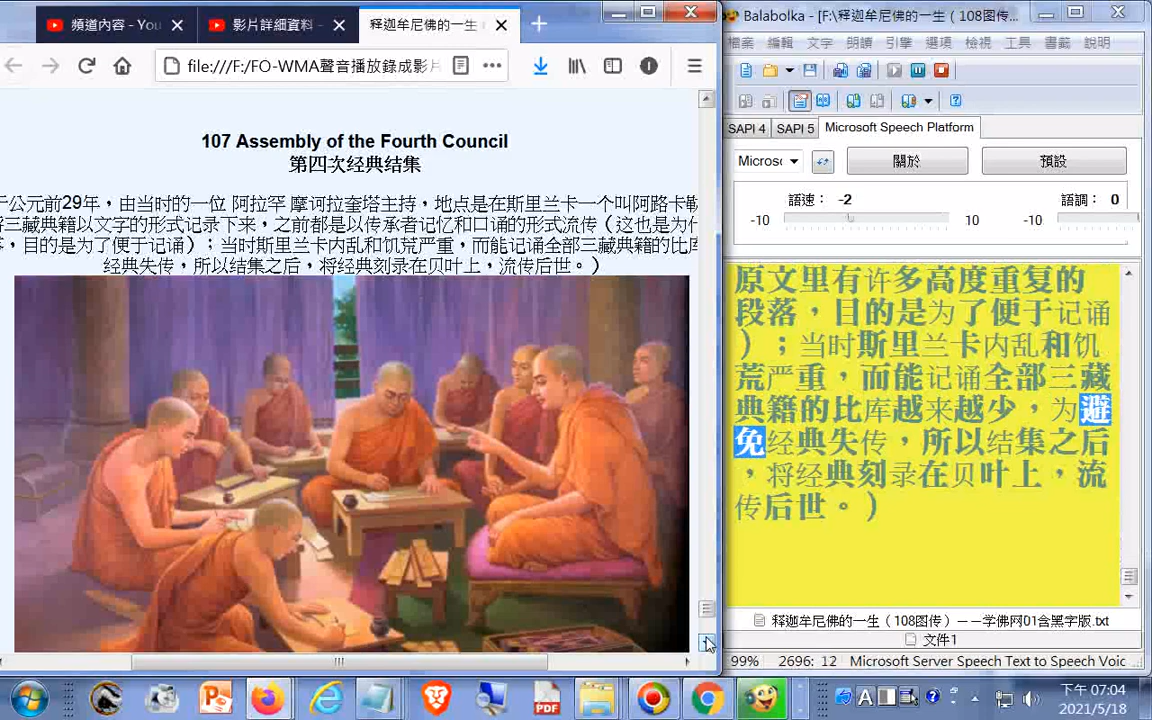 頻道內容 - You
影片詳細資料 -
释迦牟尼佛的一生
file:///F:/FO-WMA聲音播放錄成影片
107 Assembly of the Fourth Council
第四次经典结集
于公元前29年，由当时的一位 阿拉罕 摩诃拉奎塔主持，地点是在斯里兰卡一个叫阿路卡
三藏典籍以文字的形式记录下来，之前都是以传承者记忆和口诵的形式流传（这也是为
，目的是为了便于记诵）；当时斯里兰卡内乱和饥荒严重，而能记诵全部三藏典籍的比
经典失传，所以结集之后，将经典刻录在贝叶上，流传后世。）
Balabolka - [F:\释迦牟尼佛的一生（108图传...
檔案 編輯 文字 朗讀 引擎 選項 檢視 工具 書籤 說明
SAPI 4 SAPI 5 Microsoft Speech Platform
Micros 關於 預設
語速： -2 語調： 0
-10 10 -10
原文里有许多高度重复的
段落，目的是为了便于记诵
）；当时斯里兰卡内乱和饥
荒严重，而能记诵全部三藏
典籍的比库越来越少，为避
免经典失传，所以结集之后
，将经典刻录在贝叶上，流
传后世。）
释迦牟尼佛的一生（108图传）——学佛网01含黑字版.txt
文件1
99% 2696: 12 Microsoft Server Speech Text to Speech Voic
PDF
A
下午 07:04
2021/5/18